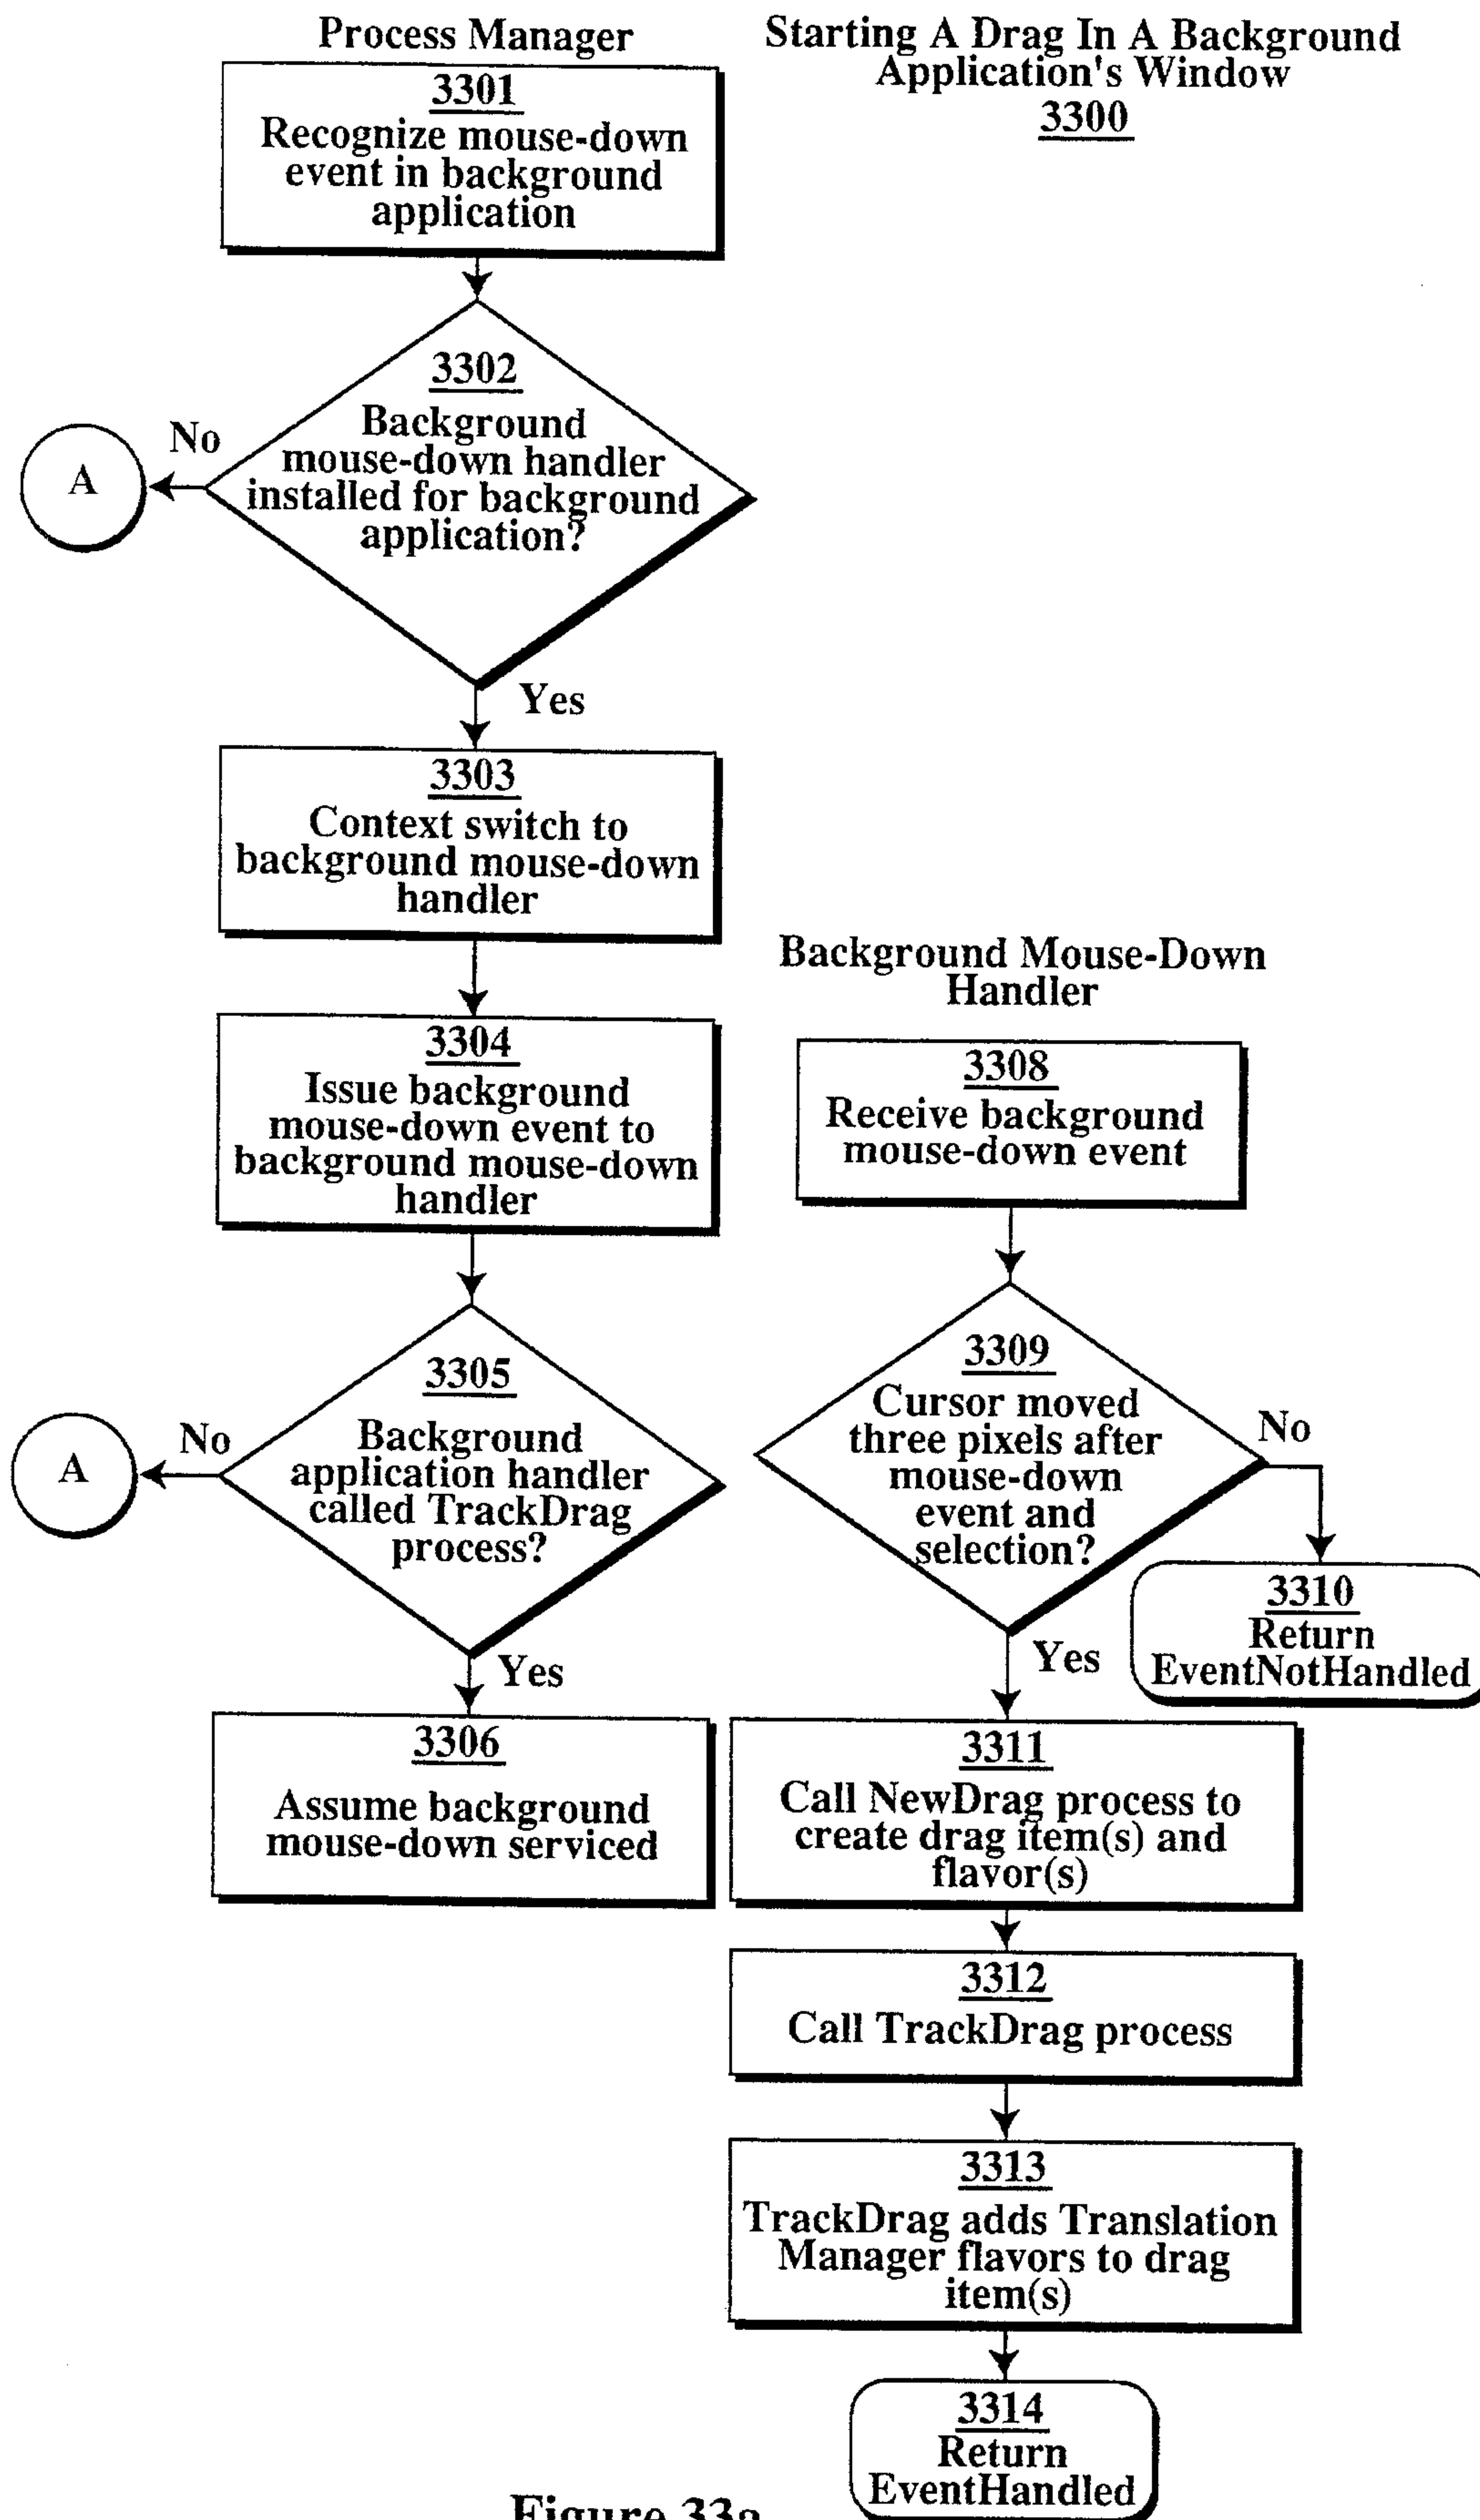 Process Manager
Starting A Drag In A Background
Application's Window
3300
3301
Recognize mouse-down
event in background
application
3302
Background
mouse-down handler
installed for background
application?
No
A
Yes
3303
Context switch to
background mouse-down
handler
3304
Issue background
mouse-down event to
background mouse-down
handler
3305
Background
application handler
called TrackDrag
process?
No
A
Yes
3306
Assume background
mouse-down serviced
Background Mouse-Down
Handler
3308
Receive background
mouse-down event
3309
Cursor moved
three pixels after
mouse-down
event and
selection?
No
3310
Return
EventNotHandled
Yes
3311
Call NewDrag process to
create drag item(s) and
flavor(s)
3312
Call TrackDrag process
3313
TrackDrag adds Translation
Manager flavors to drag
item(s)
3314
Return
EventHandled
Figure 33a